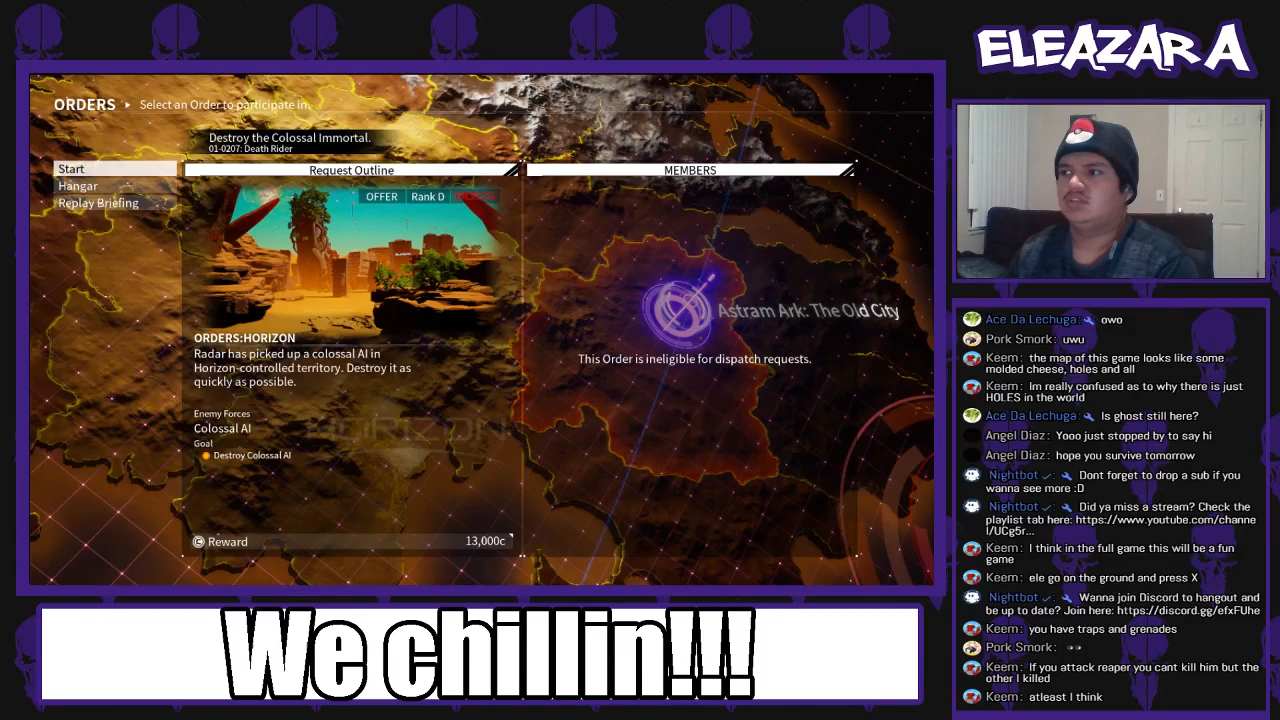 ELEAZARA
ORDERS ▸ Select an Order to participate in.
Destroy the Colossal Immortal.
01-0207: Death Rider
Start
Hangar
Replay Briefing
Request Outline
OFFER Rank D
ORDERS:HORIZON
Radar has picked up a colossal AI in
Horizon-controlled territory. Destroy it as
quickly as possible.
Enemy Forces
Colossal AI
Goal
Destroy Colossal AI
HORIZON
Reward 13,000c
MEMBERS
Astram Ark: The Old City
This Order is ineligible for dispatch requests.
Ace Da Lechuga: owo
Pork Smork: uwu
Keem: the map of this game looks like some
molded cheese, holes and all
Keem: Im really confused as to why there is just
HOLES in the world
Ace Da Lechuga: Is ghost still here?
Angel Diaz: Yooo just stopped by to say hi
Angel Diaz: hope you survive tomorrow
Nightbot Dont forget to drop a sub if you
wanna see more :D
Nightbot Did ya miss a stream? Check the
playlist tab here: https://www.youtube.com/channe
l/UCg5r...
Keem: I think in the full game this will be a fun
game
Keem: ele go on the ground and press X
Nightbot Wanna join Discord to hangout and
be up to date? Join here: https://discord.gg/efxFUhe
Keem: you have traps and grenades
Pork Smork: 👀
Keem: If you attack reaper you cant kill him but the
other I killed
Keem: atleast I think
We chillin!!!